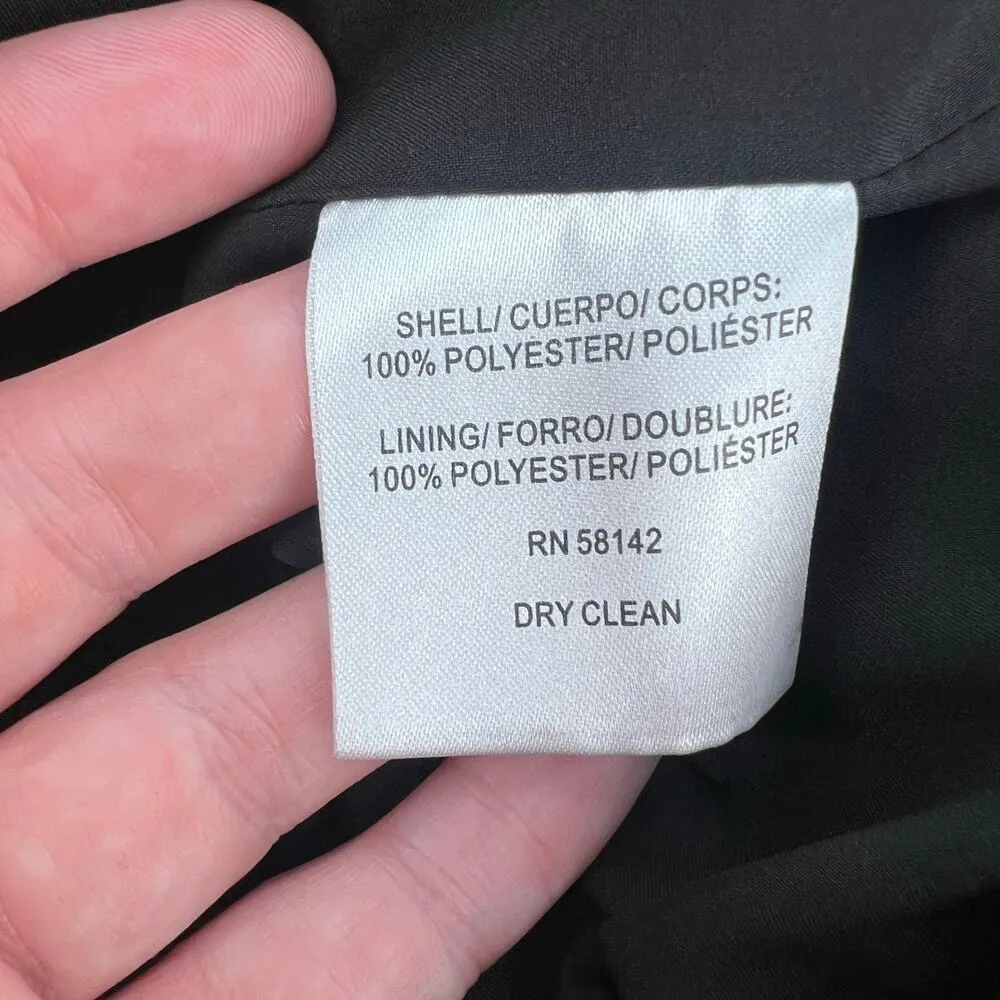 SHELL/ CUERPO/ CORPS:
100% POLYESTER/ POLIÉSTER
LINING/ FORRO/ DOUBLURE:
100% POLYESTER/ POLIÉSTER
RN 58142
DRY CLEAN